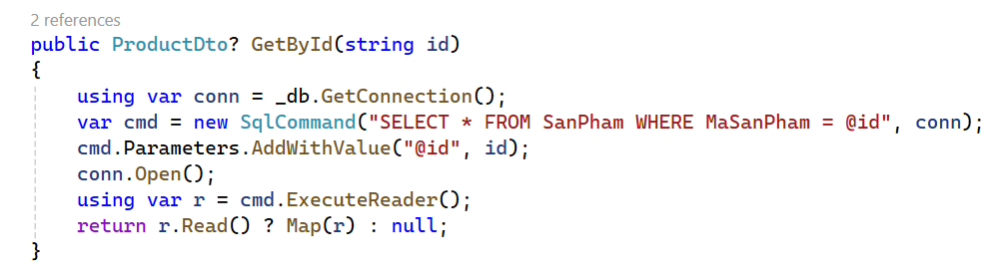 2 references
public ProductDto? GetById(string id)
{
    using var conn = _db.GetConnection();
    var cmd = new SqlCommand("SELECT * FROM SanPham WHERE MaSanPham = @id", conn);
    cmd.Parameters.AddWithValue("@id", id);
    conn.Open();
    using var r = cmd.ExecuteReader();
    return r.Read() ? Map(r) : null;
}